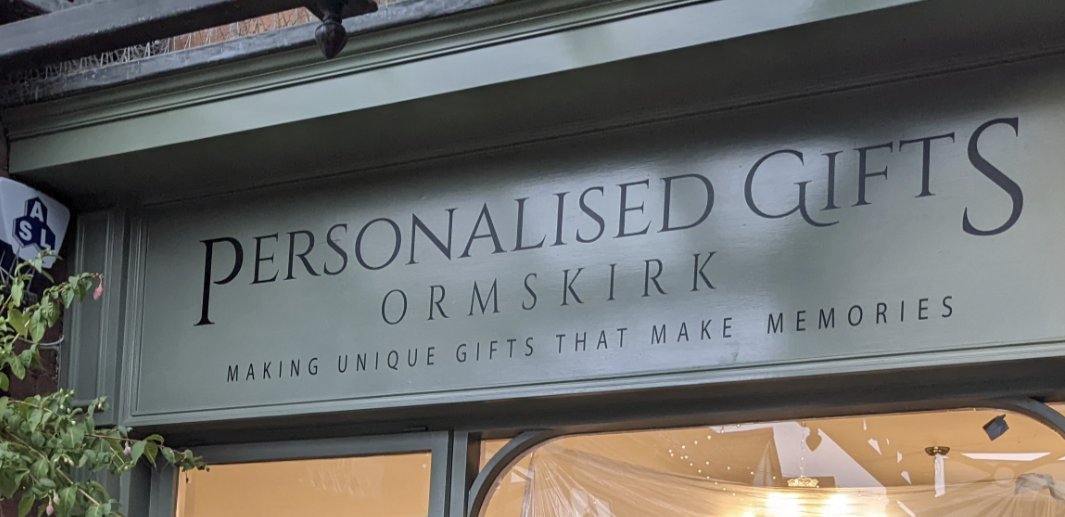 PERSONALISED GIFTS
ORMSKIRK
MAKING UNIQUE GIFTS THAT MAKE MEMORIES
ASL